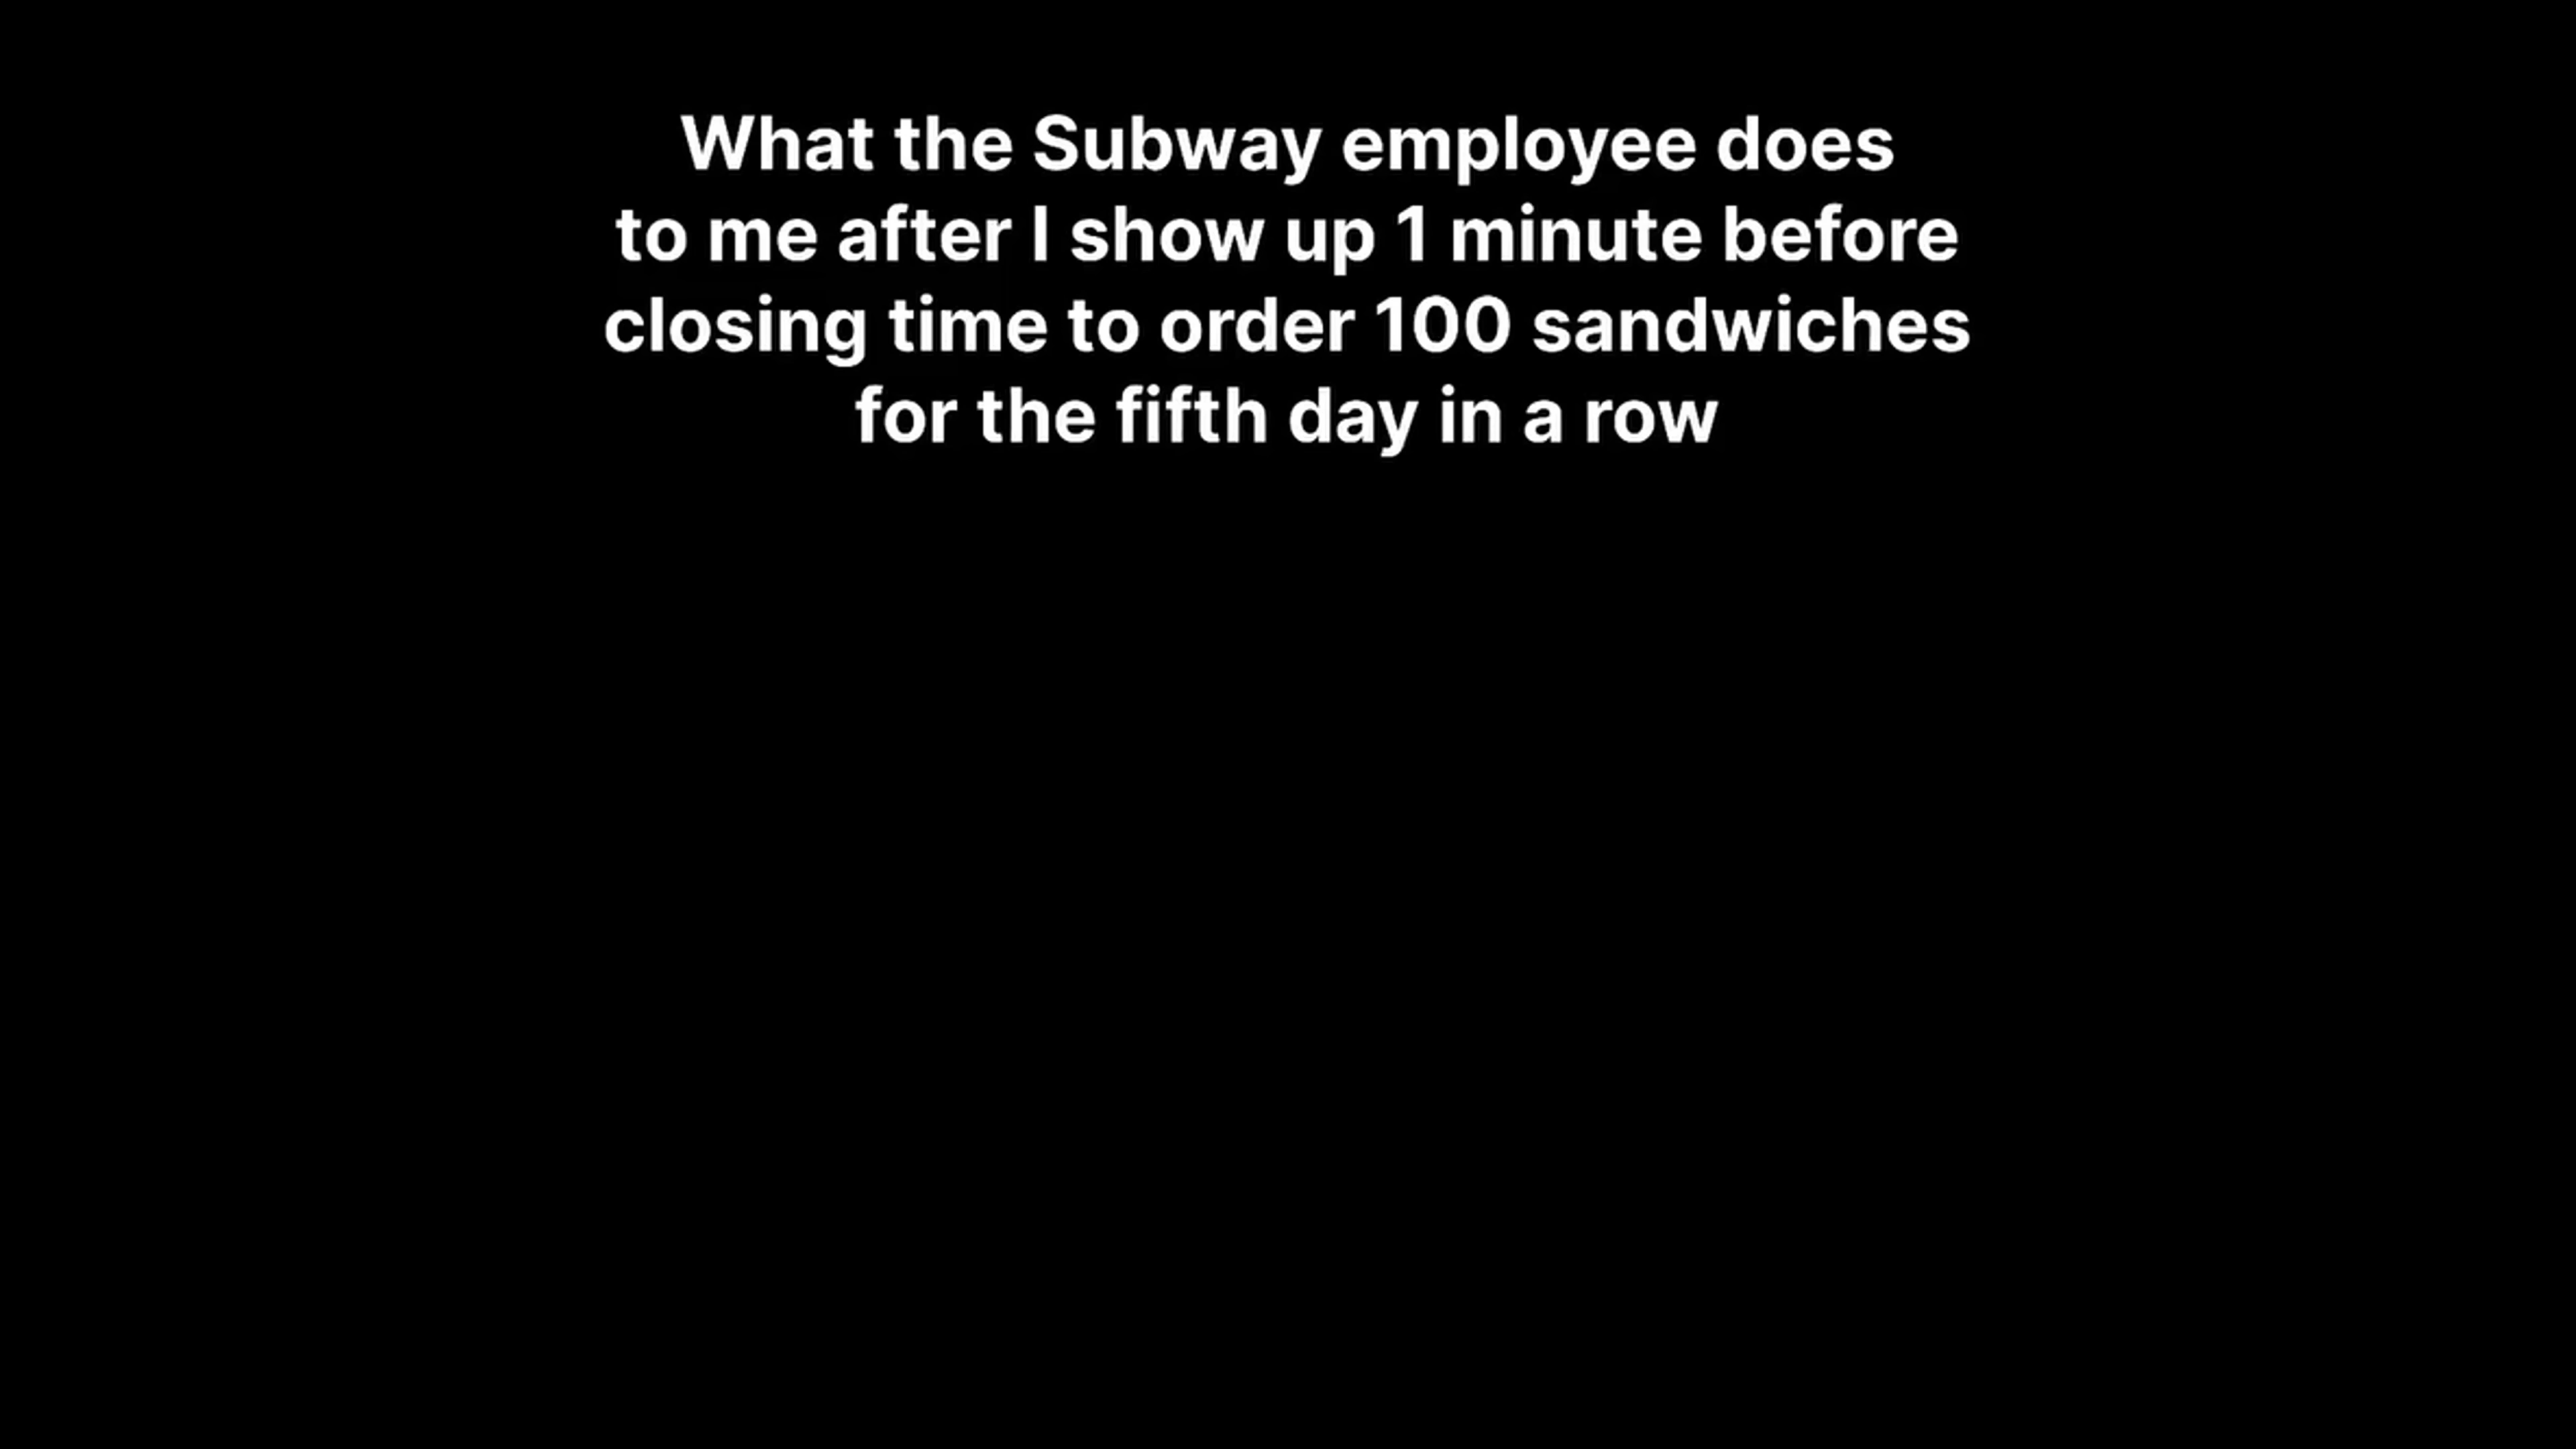 What the Subway employee does
to me after I show up 1 minute before
closing time to order 100 sandwiches
for the fifth day in a row